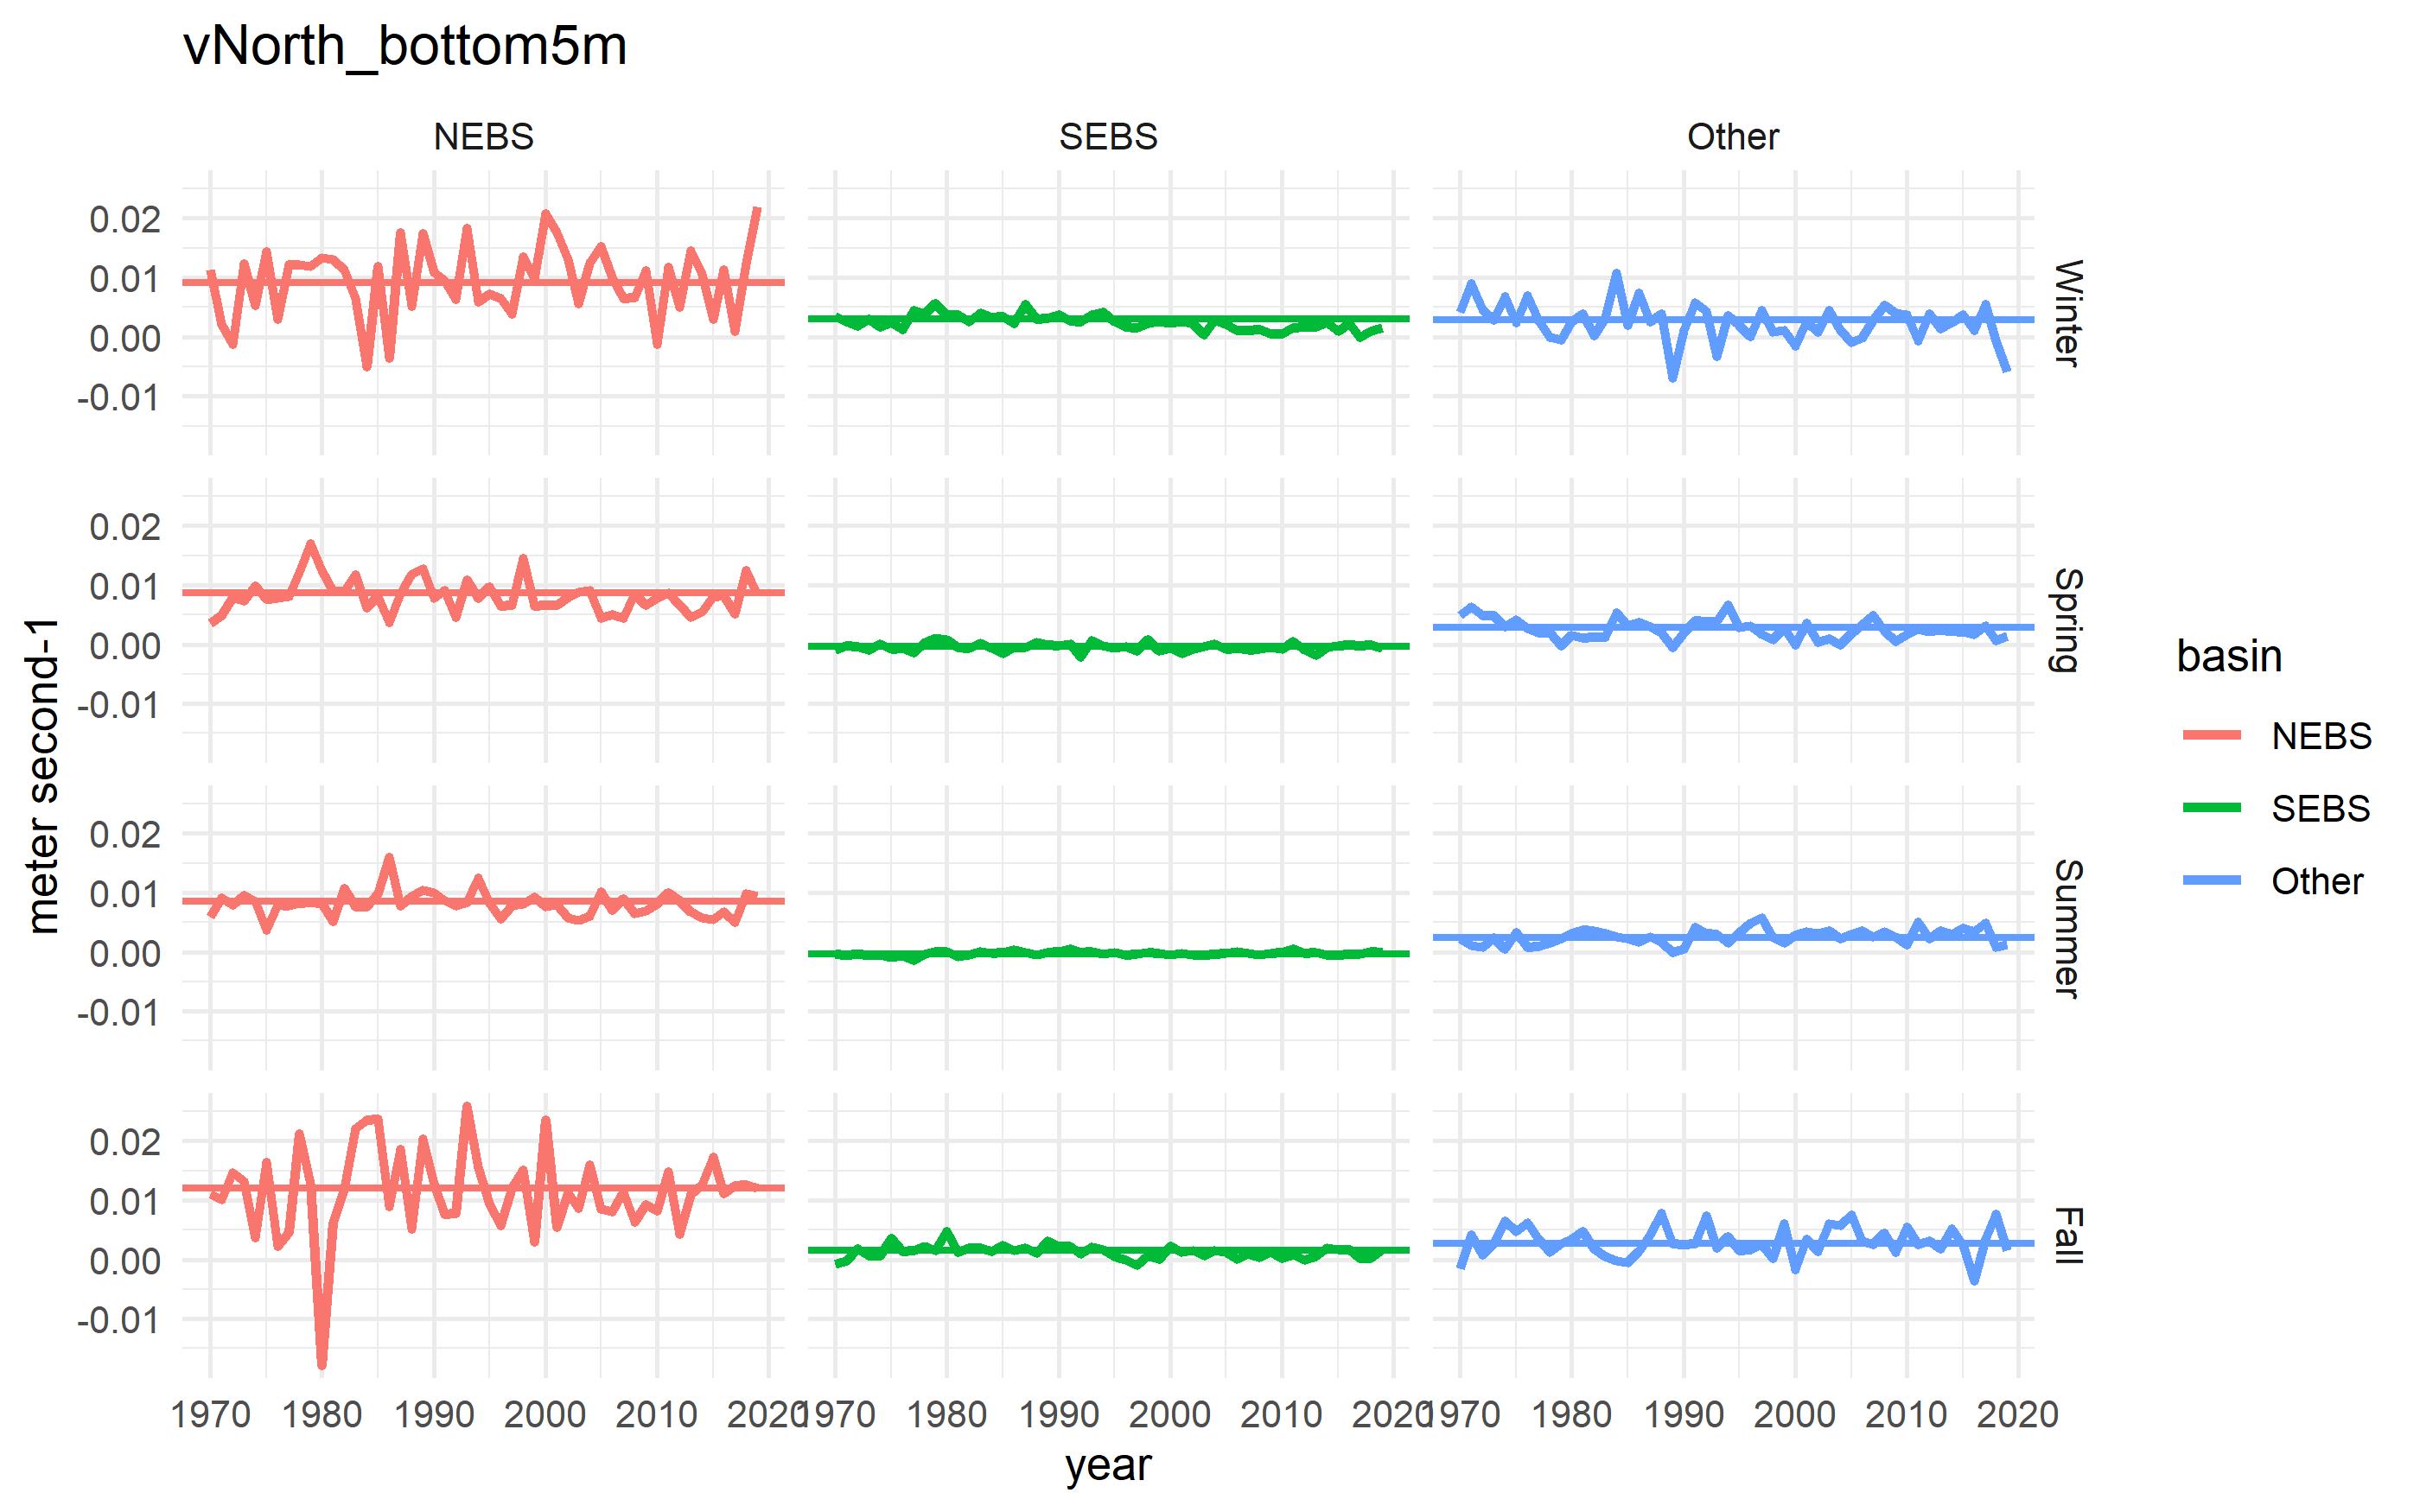 vNorth_bottom5m
NEBS SEBS Other
0.02
0.01
0.00
-0.01
Winter
0.02
0.01
0.00
-0.01
Spring
0.02
0.01
0.00
-0.01
Summer
0.02
0.01
0.00
-0.01
Fall
1970 1980 1990 2000 2010 2020 1970 1980 1990 2000 2010 2020 1970 1980 1990 2000 2010 2020
year
meter second-1
basin
NEBS
SEBS
Other